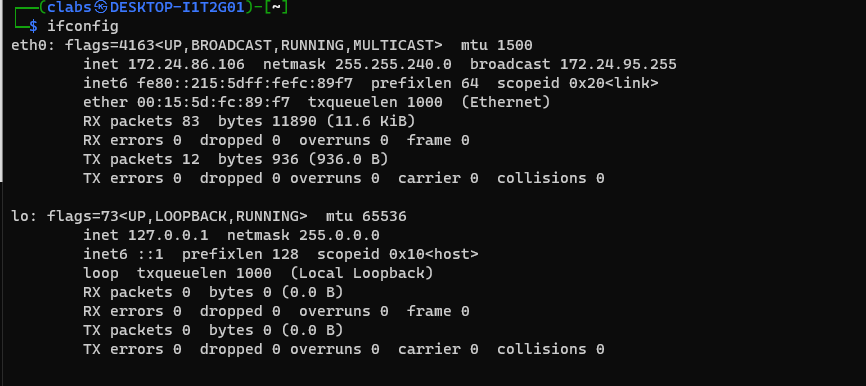 ┌──(clabs㉿DESKTOP-I1T2G01)-[~]
└─$ ifconfig
eth0: flags=4163<UP,BROADCAST,RUNNING,MULTICAST>  mtu 1500
        inet 172.24.86.106  netmask 255.255.240.0  broadcast 172.24.95.255
        inet6 fe80::215:5dff:fefc:89f7  prefixlen 64  scopeid 0x20<link>
        ether 00:15:5d:fc:89:f7  txqueuelen 1000  (Ethernet)
        RX packets 83  bytes 11890 (11.6 KiB)
        RX errors 0  dropped 0  overruns 0  frame 0
        TX packets 12  bytes 936 (936.0 B)
        TX errors 0  dropped 0 overruns 0  carrier 0  collisions 0

lo: flags=73<UP,LOOPBACK,RUNNING>  mtu 65536
        inet 127.0.0.1  netmask 255.0.0.0
        inet6 ::1  prefixlen 128  scopeid 0x10<host>
        loop  txqueuelen 1000  (Local Loopback)
        RX packets 0  bytes 0 (0.0 B)
        RX errors 0  dropped 0  overruns 0  frame 0
        TX packets 0  bytes 0 (0.0 B)
        TX errors 0  dropped 0 overruns 0  carrier 0  collisions 0